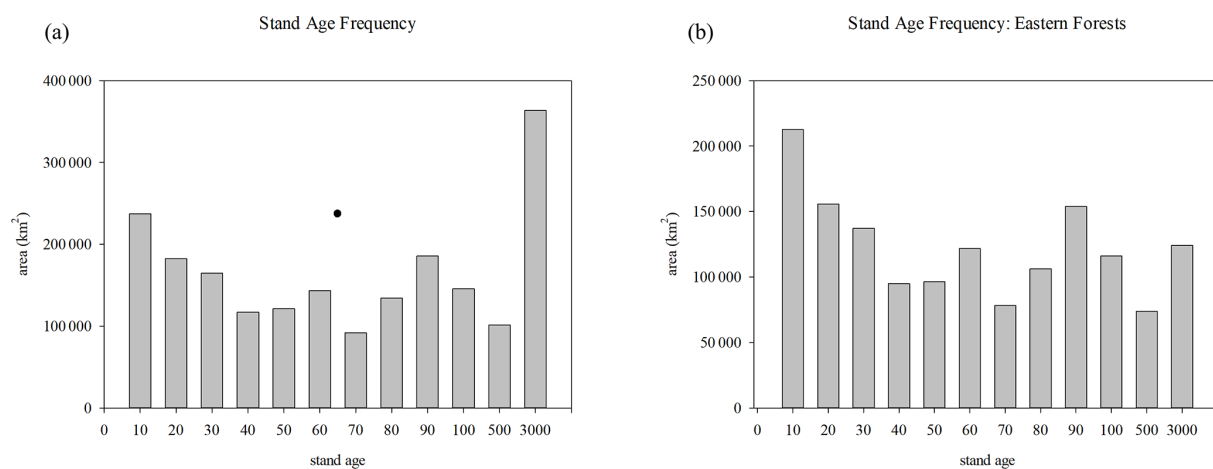 (a)
Stand Age Frequency
400 000
300 000
200 000
100 000
0
area (km²)
0 10 20 30 40 50 60 70 80 90 100 500 3000
stand age
(b)
Stand Age Frequency: Eastern Forests
250 000
200 000
150 000
100 000
50 000
0
area (km²)
0 10 20 30 40 50 60 70 80 90 100 500 3000
stand age